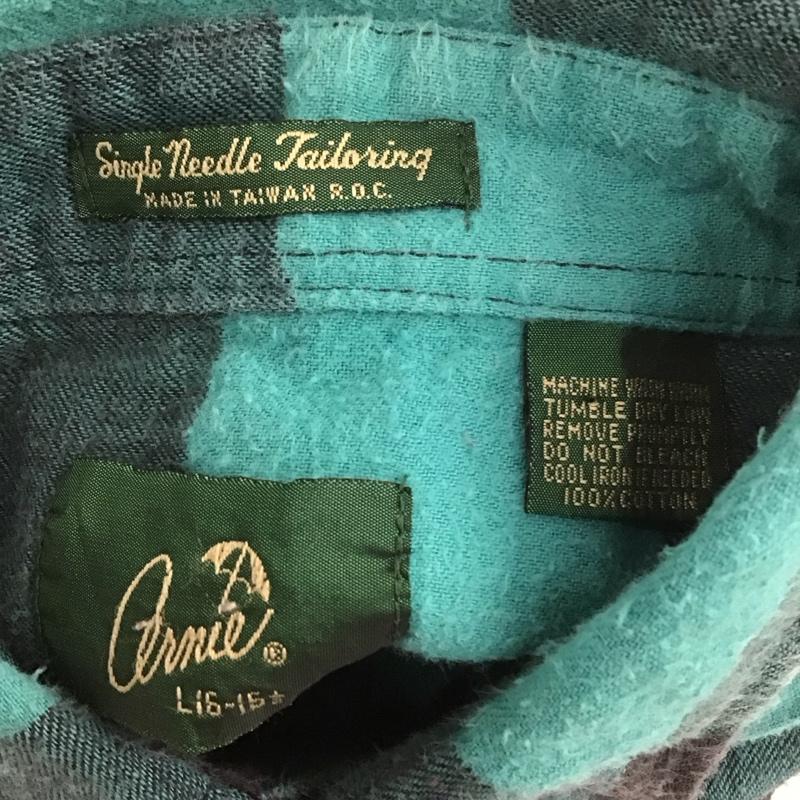 Single Needle Tailoring
MADE IN TAIWAN R.O.C.
MACHINE WASH WARM
TUMBLE DRY LOW
REMOVE PROMPTLY
DO NOT BLEACH
COOL IRON IF NEEDED
100% COTTON
Arnie ®